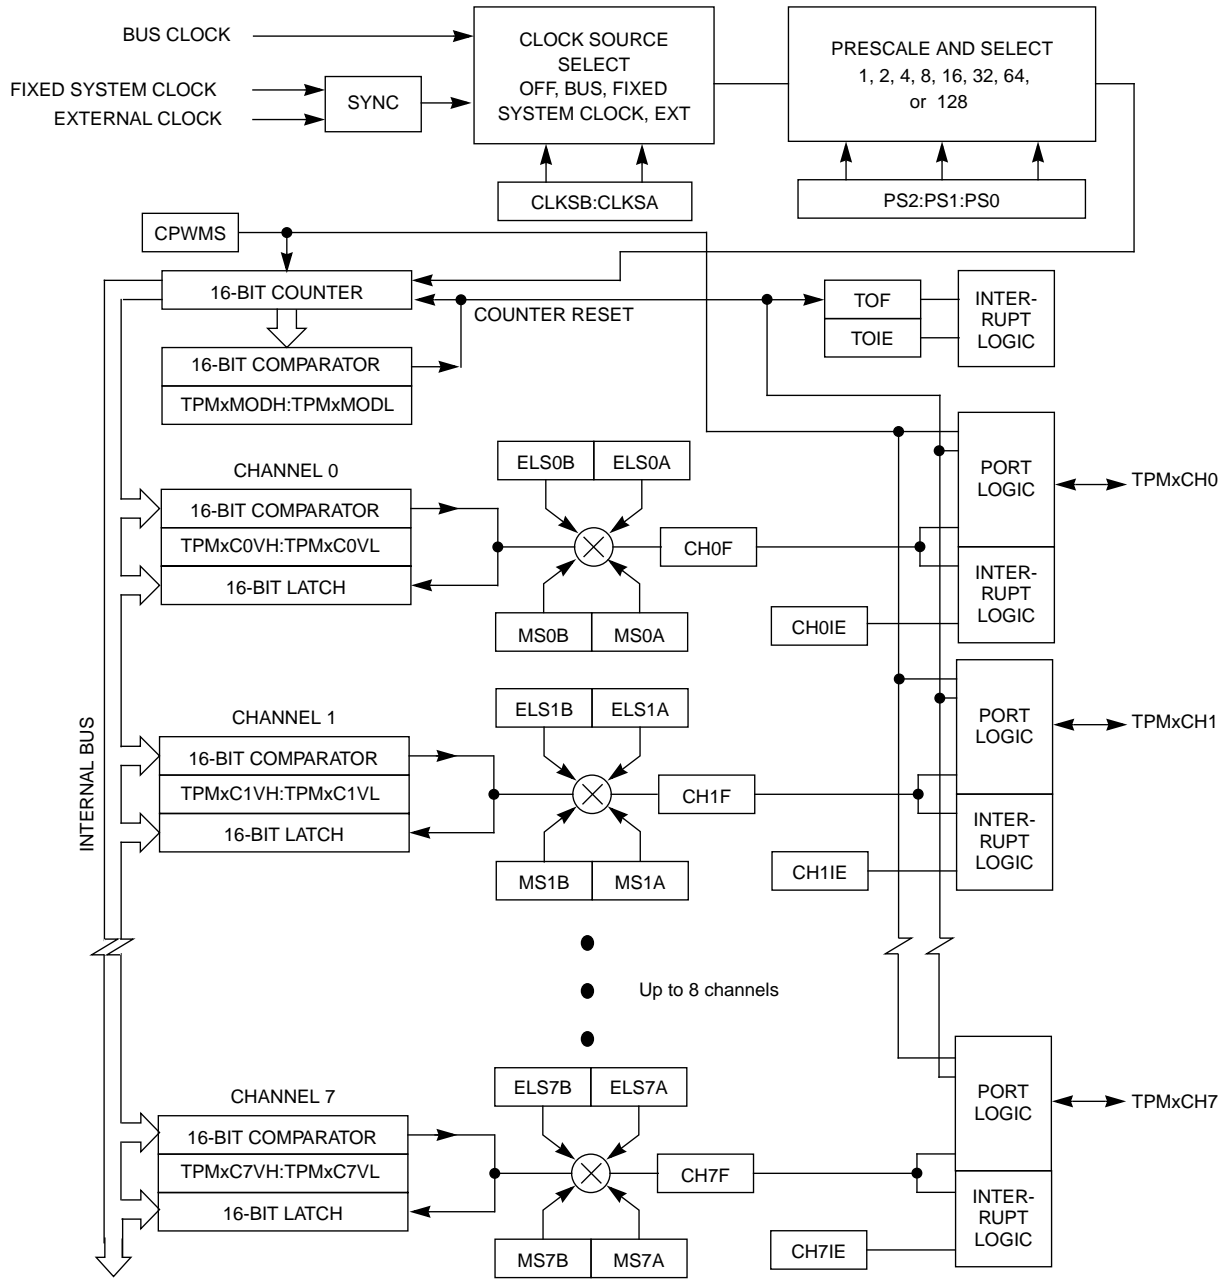 BUS CLOCK
FIXED SYSTEM CLOCK
EXTERNAL CLOCK
SYNC
CLOCK SOURCE
SELECT
OFF, BUS, FIXED
SYSTEM CLOCK, EXT
PRESCALE AND SELECT
1, 2, 4, 8, 16, 32, 64,
or 128
CLKSB:CLKSA
PS2:PS1:PS0
CPWMS
16-BIT COUNTER
COUNTER RESET
TOF
TOIE
INTER-
RUPT
LOGIC
16-BIT COMPARATOR
TPMxMODH:TPMxMODL
CHANNEL 0
16-BIT COMPARATOR
TPMxC0VH:TPMxC0VL
16-BIT LATCH
ELS0B
ELS0A
MS0B
MS0A
CH0F
CH0IE
PORT
LOGIC
INTER-
RUPT
LOGIC
TPMxCH0
INTERNAL BUS
CHANNEL 1
16-BIT COMPARATOR
TPMxC1VH:TPMxC1VL
16-BIT LATCH
ELS1B
ELS1A
MS1B
MS1A
CH1F
CH1IE
PORT
LOGIC
INTER-
RUPT
LOGIC
TPMxCH1
Up to 8 channels
CHANNEL 7
16-BIT COMPARATOR
TPMxC7VH:TPMxC7VL
16-BIT LATCH
ELS7B
ELS7A
MS7B
MS7A
CH7F
CH7IE
PORT
LOGIC
INTER-
RUPT
LOGIC
TPMxCH7